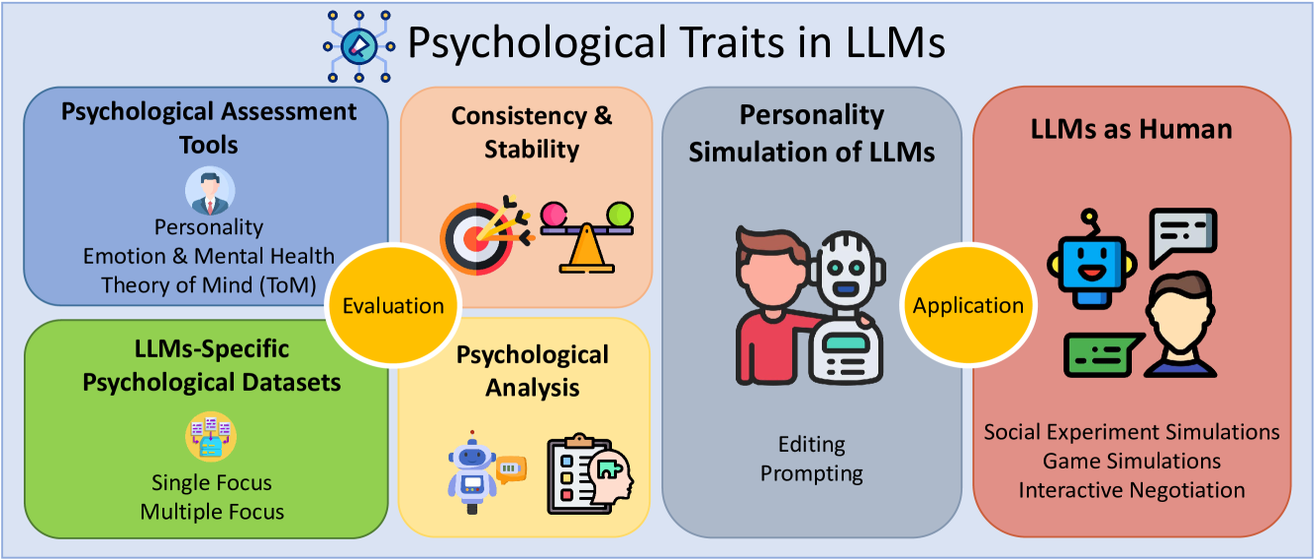 Psychological Traits in LLMs
Psychological Assessment
Tools
Personality
Emotion & Mental Health
Theory of Mind (ToM)
LLMs-Specific
Psychological Datasets
Single Focus
Multiple Focus
Evaluation
Consistency &
Stability
Psychological
Analysis
Personality
Simulation of LLMs
Editing
Prompting
Application
LLMs as Human
Social Experiment Simulations
Game Simulations
Interactive Negotiation